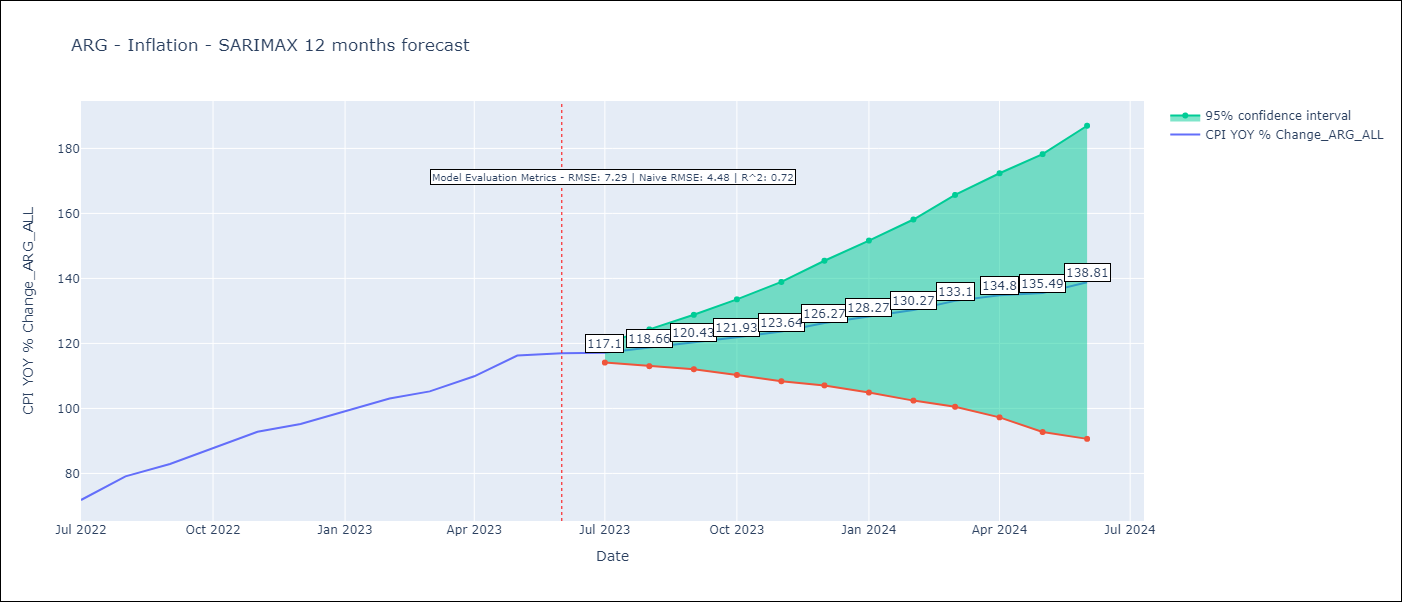 ARG - Inflation - SARIMAX 12 months forecast
95% confidence interval
CPI YOY % Change_ARG_ALL
Model Evaluation Metrics - RMSE: 7.29 | Naive RMSE: 4.48 | R^2: 0.72
CPI YOY % Change_ARG_ALL
180
160
140
120
100
80
117.1
118.66
120.43
121.93
123.64
126.27
128.27
130.27
133.1
134.8
135.49
138.81
Jul 2022
Oct 2022
Jan 2023
Apr 2023
Jul 2023
Oct 2023
Jan 2024
Apr 2024
Jul 2024
Date